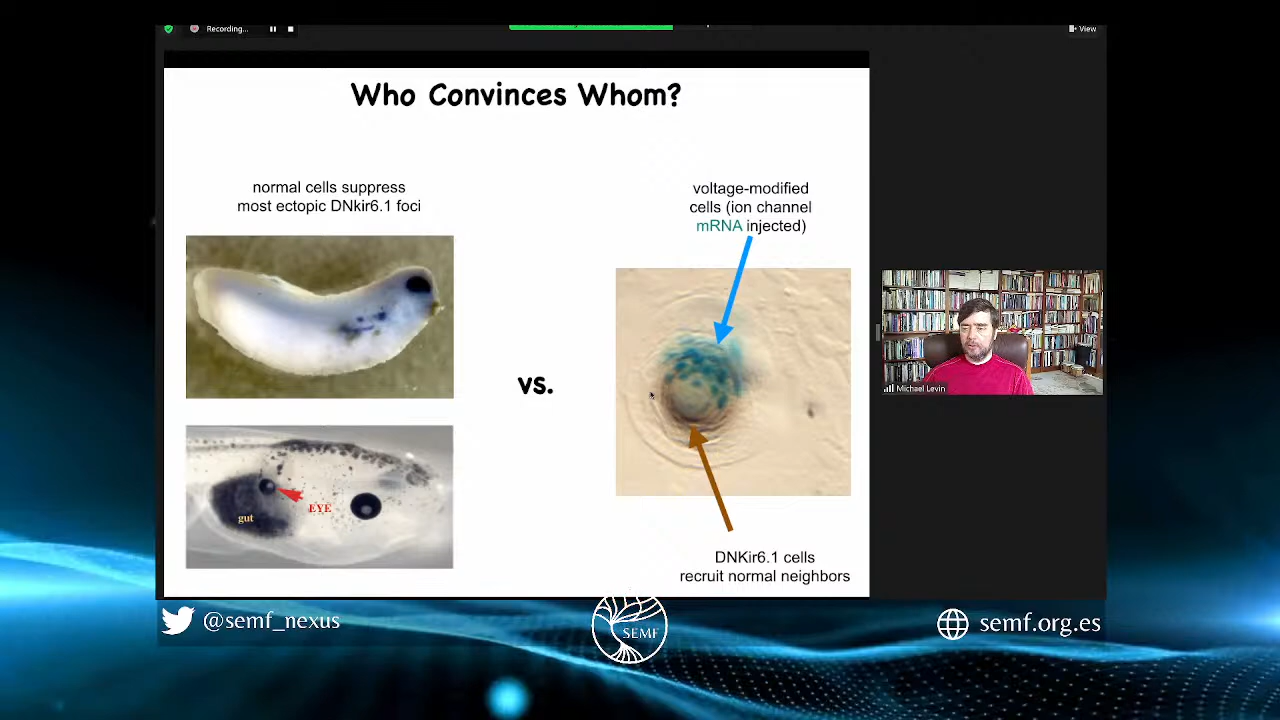 Recording...
View
Who Convinces Whom?
normal cells suppress
most ectopic DNkir6.1 foci
voltage-modified
cells (ion channel
mRNA injected)
vs.
EYE
gut
DNKir6.1 cells
recruit normal neighbors
Michael Levin
@semf_nexus
SEMF
semf.org.es